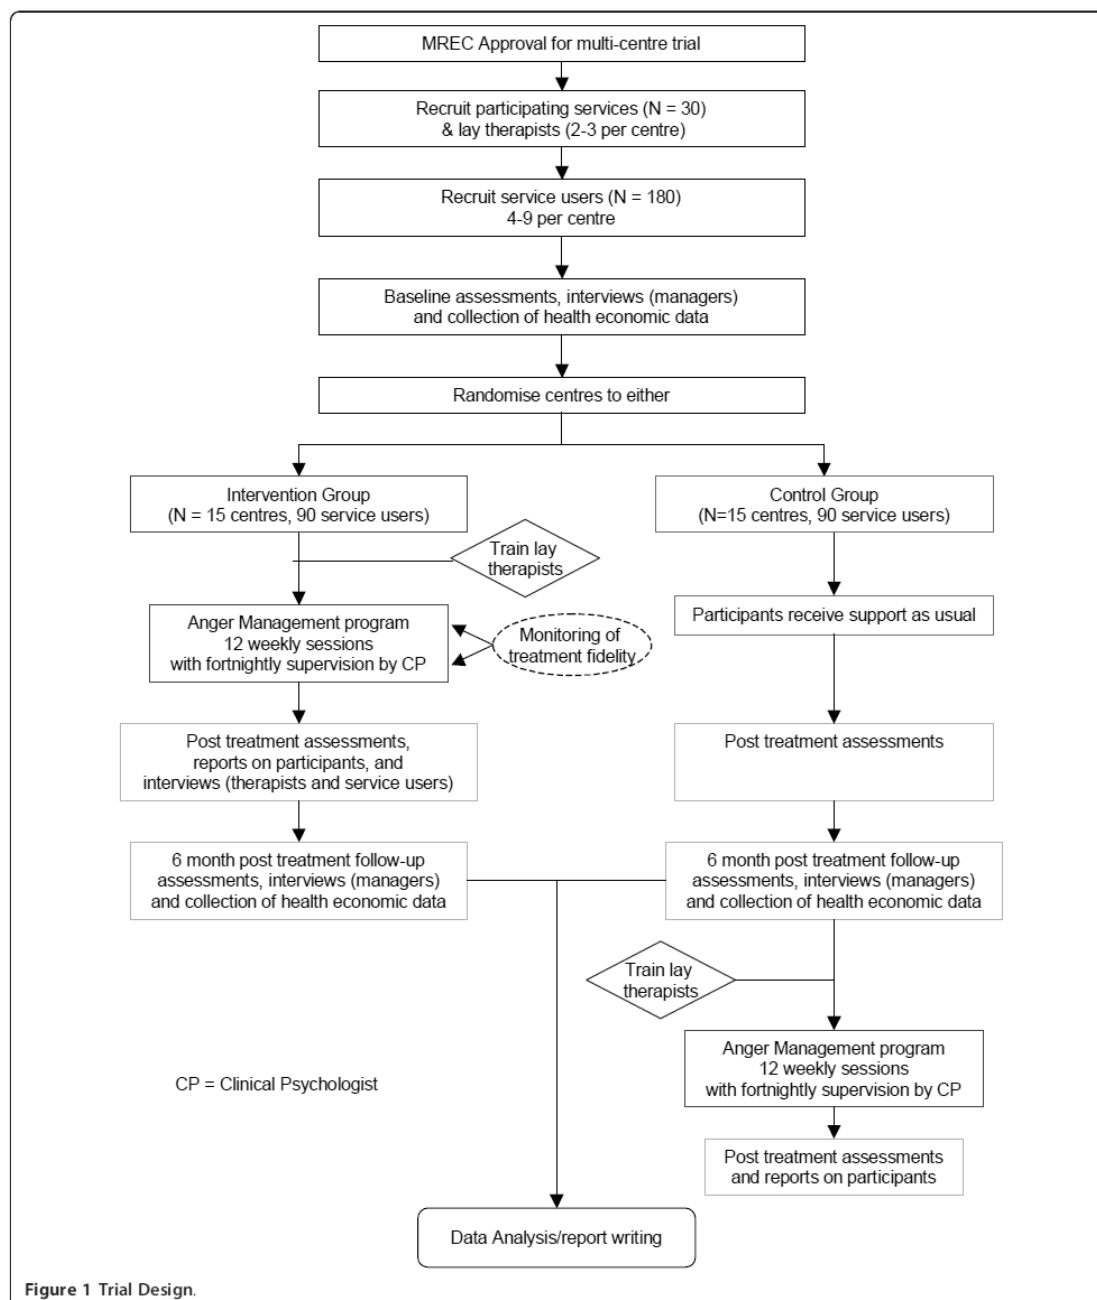 MREC Approval for multi-centre trial
Recruit participating services (N = 30)
& lay therapists (2-3 per centre)
Recruit service users (N = 180)
4-9 per centre
Baseline assessments, interviews (managers)
and collection of health economic data
Randomise centres to either
Intervention Group
(N = 15 centres, 90 service users)
Control Group
(N=15 centres, 90 service users)
Train lay
therapists
Anger Management program
12 weekly sessions
with fortnightly supervision by CP
Monitoring of
treatment fidelity
Participants receive support as usual
Post treatment assessments,
reports on participants, and
interviews (therapists and service users)
Post treatment assessments
6 month post treatment follow-up
assessments, interviews (managers)
and collection of health economic data
6 month post treatment follow-up
assessments, interviews (managers)
and collection of health economic data
Train lay
therapists
Anger Management program
12 weekly sessions
with fortnightly supervision by CP
CP = Clinical Psychologist
Post treatment assessments
and reports on participants
Data Analysis/report writing
Figure 1 Trial Design.